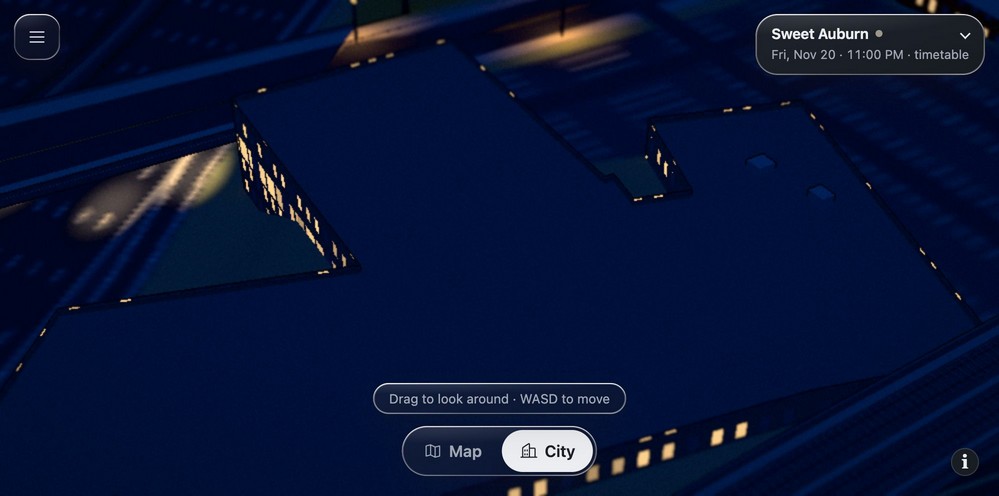 Sweet Auburn
Fri, Nov 20 · 11:00 PM · timetable
Drag to look around · WASD to move
Map
City
i